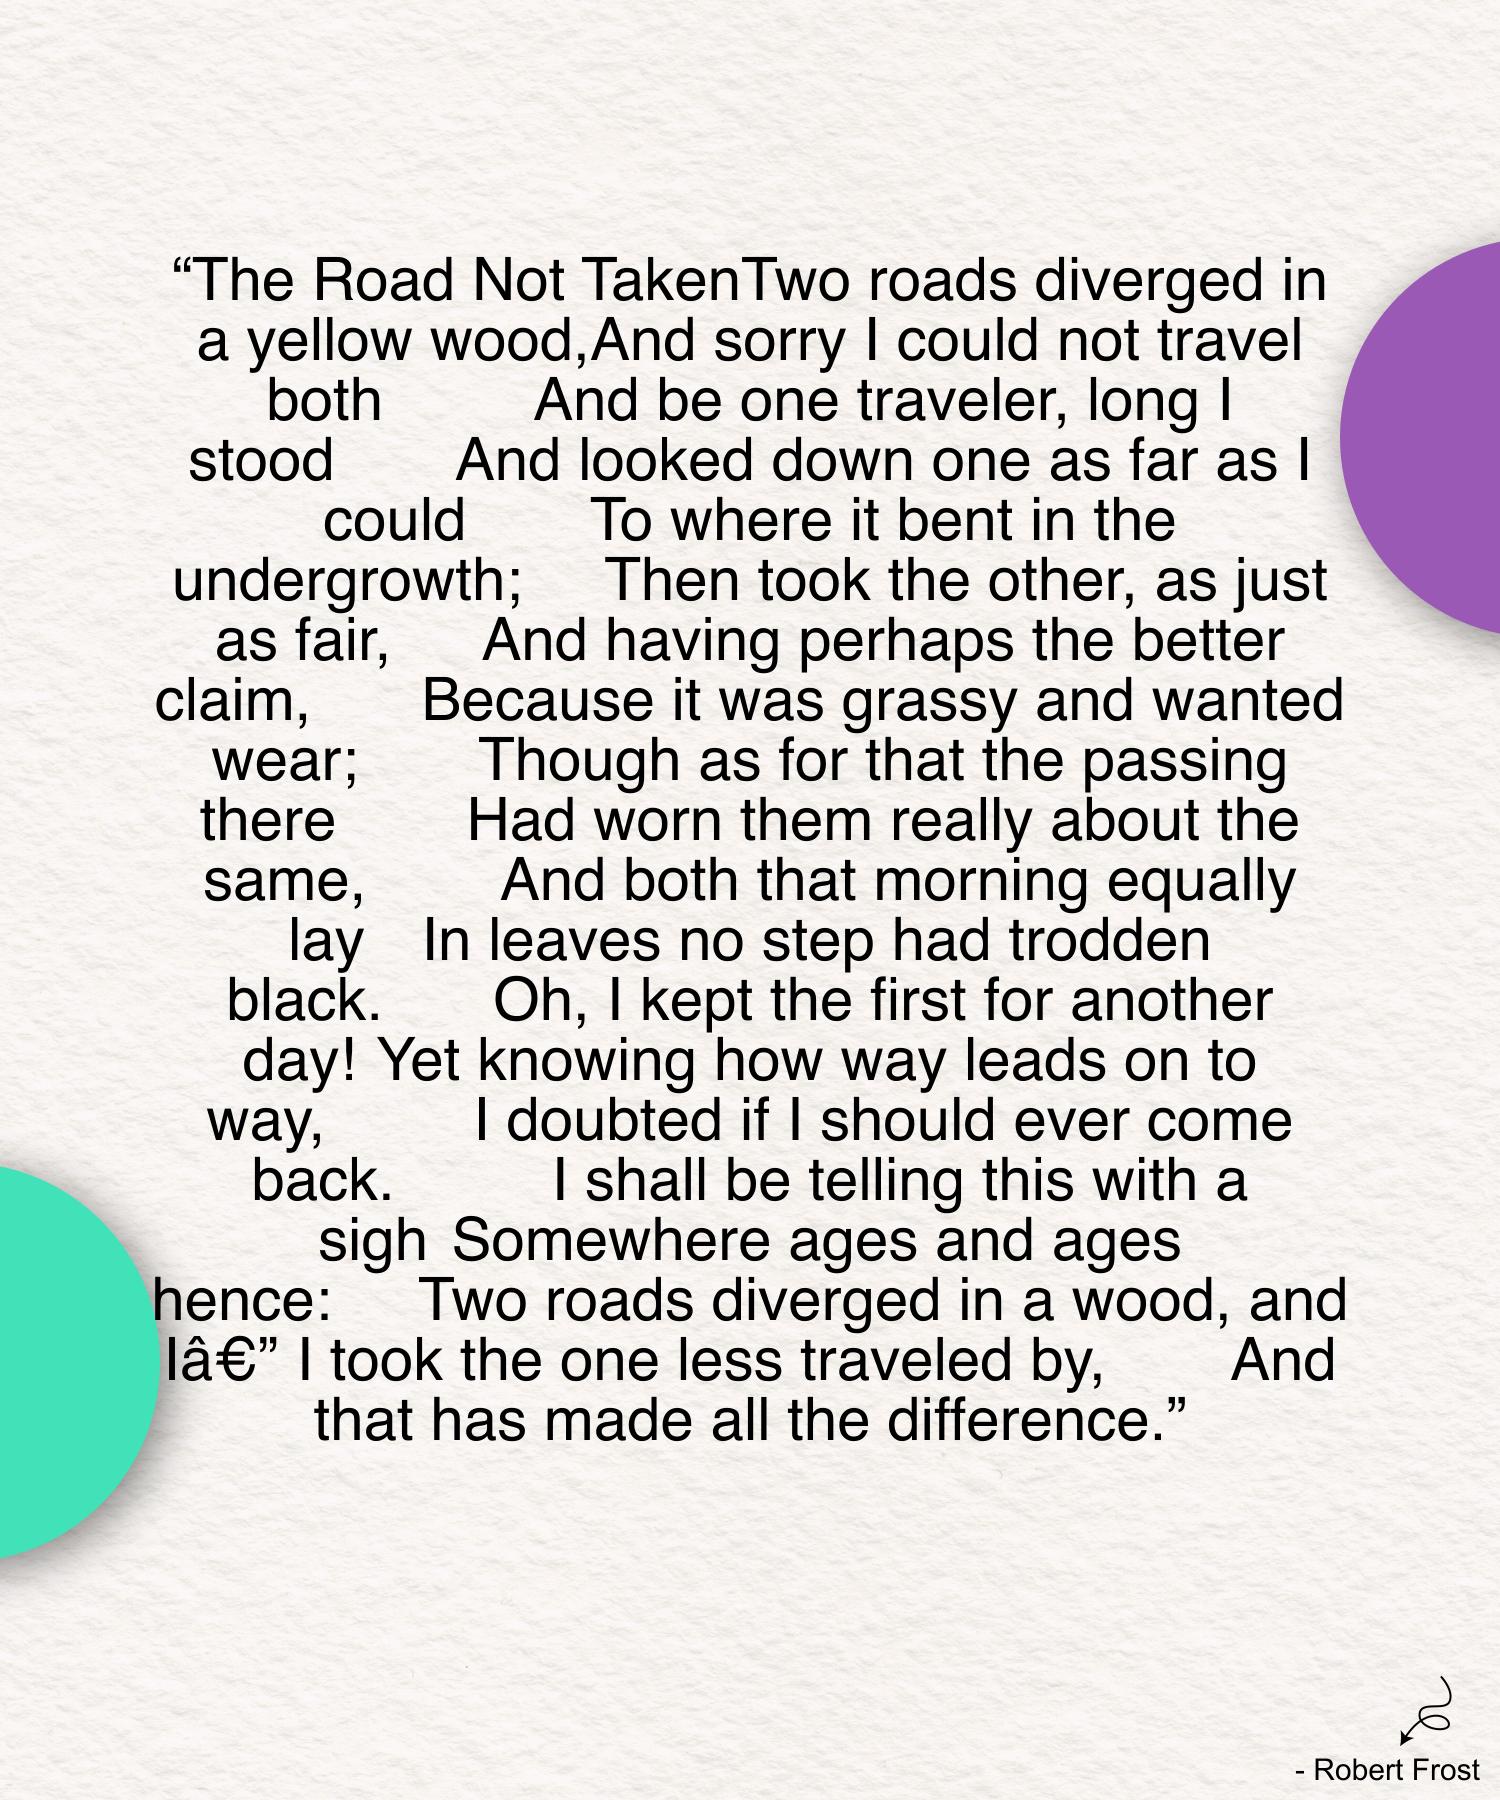 “The Road Not TakenTwo roads diverged in
a yellow wood,And sorry I could not travel
both And be one traveler, long I
stood And looked down one as far as I
could To where it bent in the
undergrowth; Then took the other, as just
as fair, And having perhaps the better
claim, Because it was grassy and wanted
wear; Though as for that the passing
there Had worn them really about the
same, And both that morning equally
lay In leaves no step had trodden
black. Oh, I kept the first for another
day! Yet knowing how way leads on to
way, I doubted if I should ever come
back. I shall be telling this with a
sigh Somewhere ages and ages
hence: Two roads diverged in a wood, and
Iâ€” I took the one less traveled by, And
that has made all the difference.”
- Robert Frost